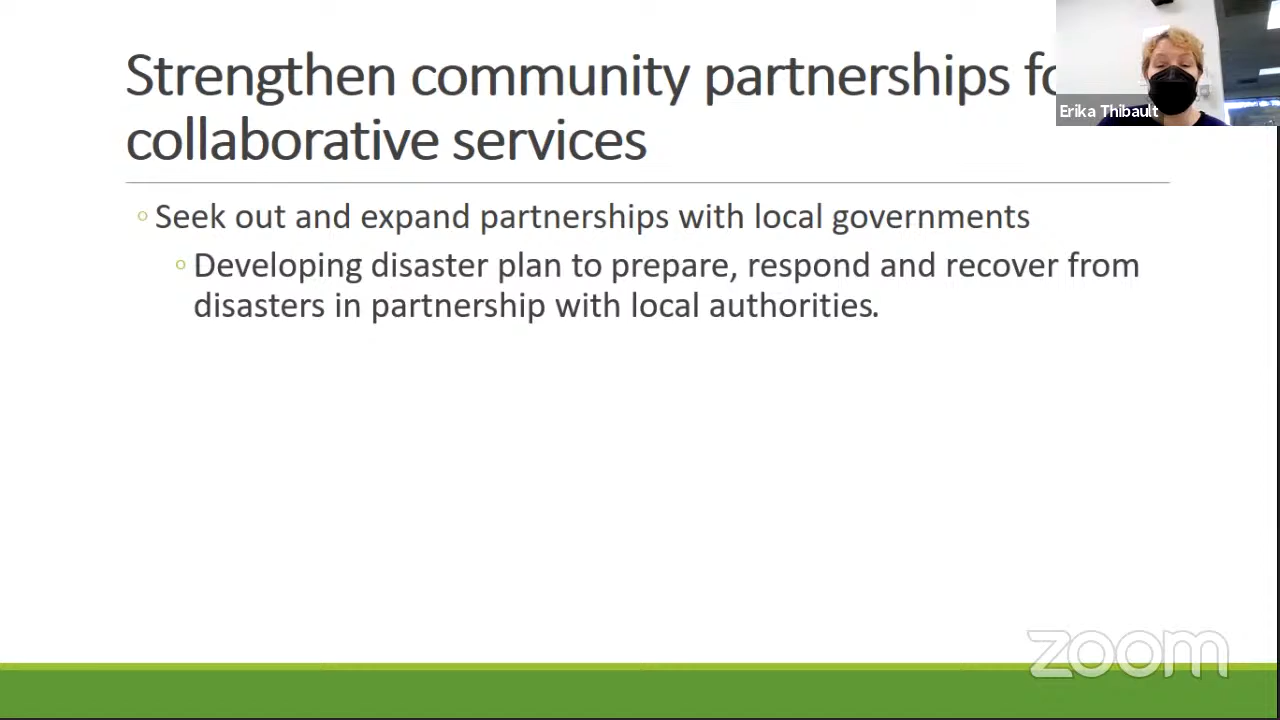 Strengthen community partnerships fo
collaborative services
Erika Thibault
◦ Seek out and expand partnerships with local governments
◦ Developing disaster plan to prepare, respond and recover from
disasters in partnership with local authorities.
zoom